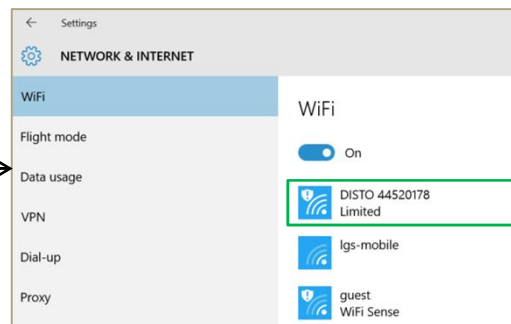 Settings
NETWORK & INTERNET
WiFi
Flight mode
Data usage
VPN
Dial-up
Proxy
WiFi
On
DISTO 44520178
Limited
lgs-mobile
guest
WiFi Sense